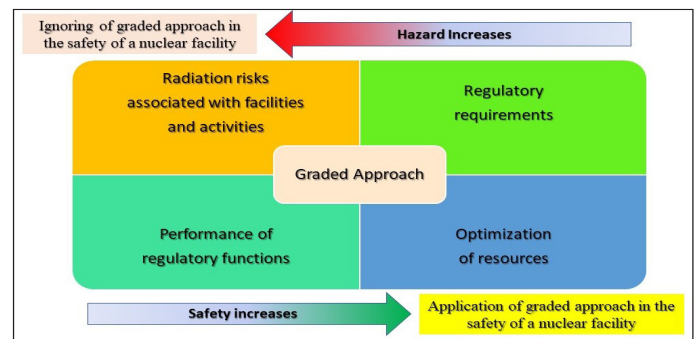 Ignoring of graded approach in
the safety of a nuclear facility
Hazard Increases
Radiation risks
associated with facilities
and activities
Regulatory
requirements
Graded Approach
Performance of
regulatory functions
Optimization
of resources
Safety increases
Application of graded approach in the
safety of a nuclear facility